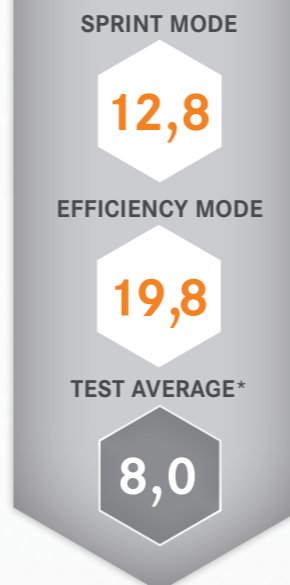 SPRINT MODE
12,8
EFFICIENCY MODE
19,8
TEST AVERAGE*
8,0